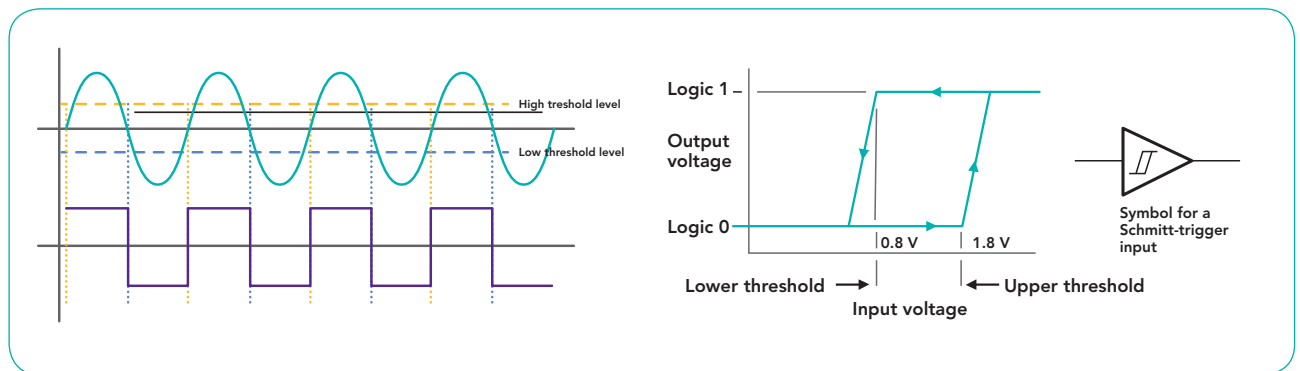 High treshold level
Low threshold level
Logic 1
Output
voltage
Logic 0
0.8 V
1.8 V
Lower threshold
Upper threshold
Input voltage
Symbol for a
Schmitt-trigger
input